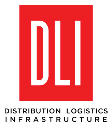 DLI
DISTRIBUTION LOGISTICS
INFRASTRUCTURE